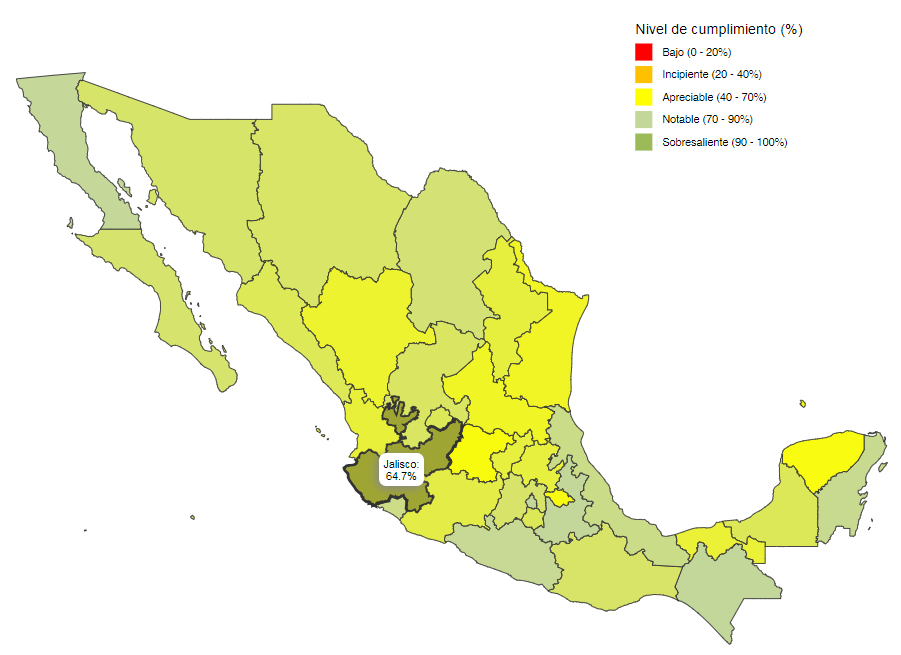 Nivel de cumplimiento (%)
Bajo (0 - 20%)
Incipiente (20 - 40%)
Apreciable (40 - 70%)
Notable (70 - 90%)
Sobresaliente (90 - 100%)
Jalisco:
64.7%